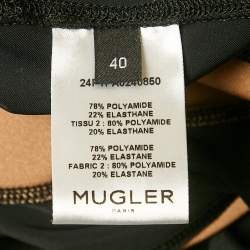 40
78% POLYAMIDE
22% ELASTHANE
TISSU 2 : 80% POLYAMIDE
20% ELASTHANE
78% POLYAMIDE
22% ELASTANE
FABRIC 2 : 80% POLYAMIDE
20% ELASTANE
MUGLER
PARIS